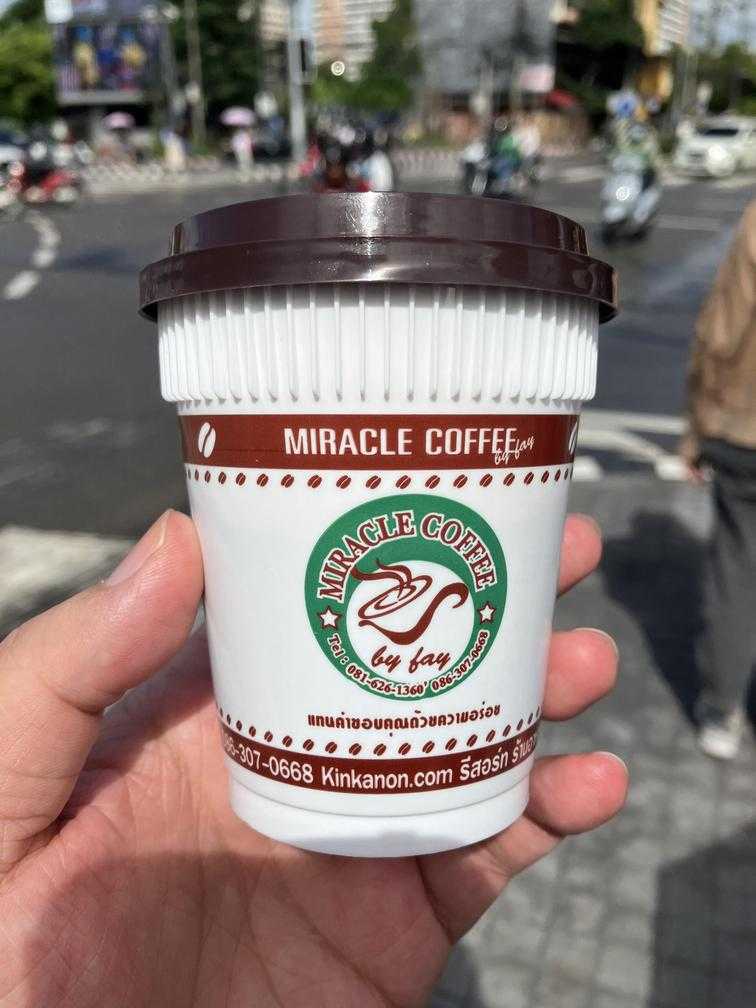 MIRACLE COFFEE
by fay
MIRACLE COFFEE
by fay
Tel : 081-626-1360' 086-307-0668
แทนคำขอบคุณด้วยความอร่อย
86-307-0668 Kinkanon.com รีสอร์ท